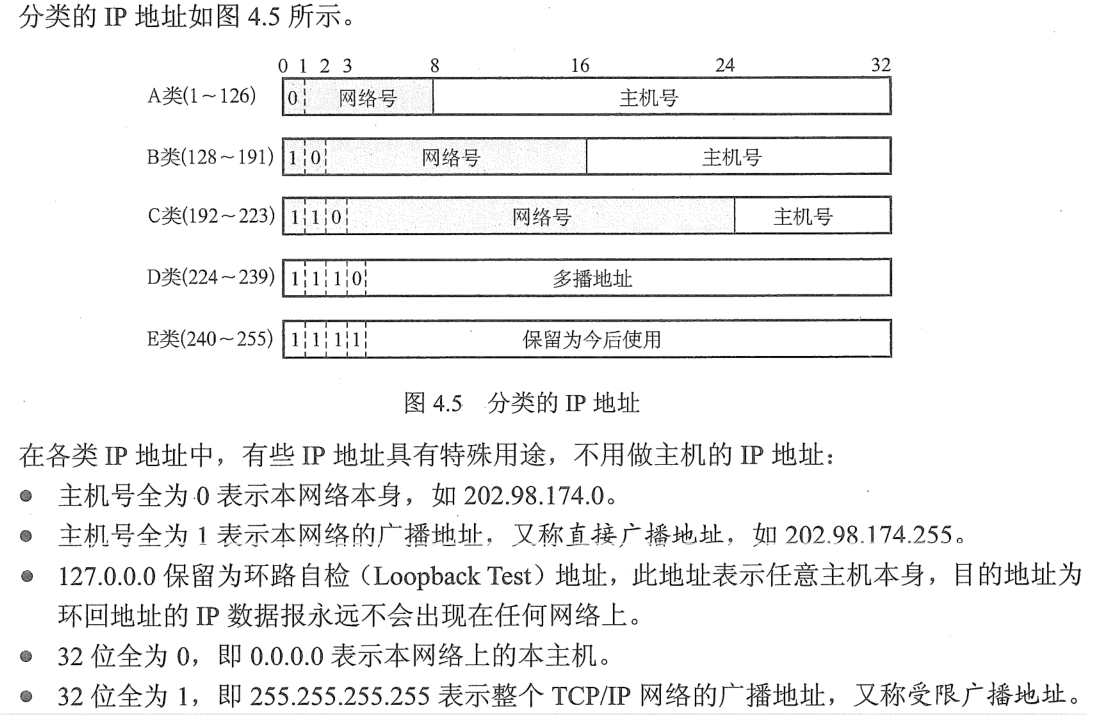 分类的 IP 地址如图 4.5 所示。
0 1 2 3 8 16 24 32
A类(1～126) 0 网络号 主机号
B类(128～191) 1 0 网络号 主机号
C类(192～223) 1 1 0 网络号 主机号
D类(224～239) 1 1 1 0 多播地址
E类(240～255) 1 1 1 1 保留为今后使用
图 4.5 分类的 IP 地址
在各类 IP 地址中，有些 IP 地址具有特殊用途，不用做主机的 IP 地址：
● 主机号全为 0 表示本网络本身，如 202.98.174.0。
● 主机号全为 1 表示本网络的广播地址，又称直接广播地址，如 202.98.174.255。
● 127.0.0.0 保留为环路自检（Loopback Test）地址，此地址表示任意主机本身，目的地址为
环回地址的 IP 数据报永远不会出现在任何网络上。
● 32 位全为 0，即 0.0.0.0 表示本网络上的本主机。
● 32 位全为 1，即 255.255.255.255 表示整个 TCP/IP 网络的广播地址，又称受限广播地址。